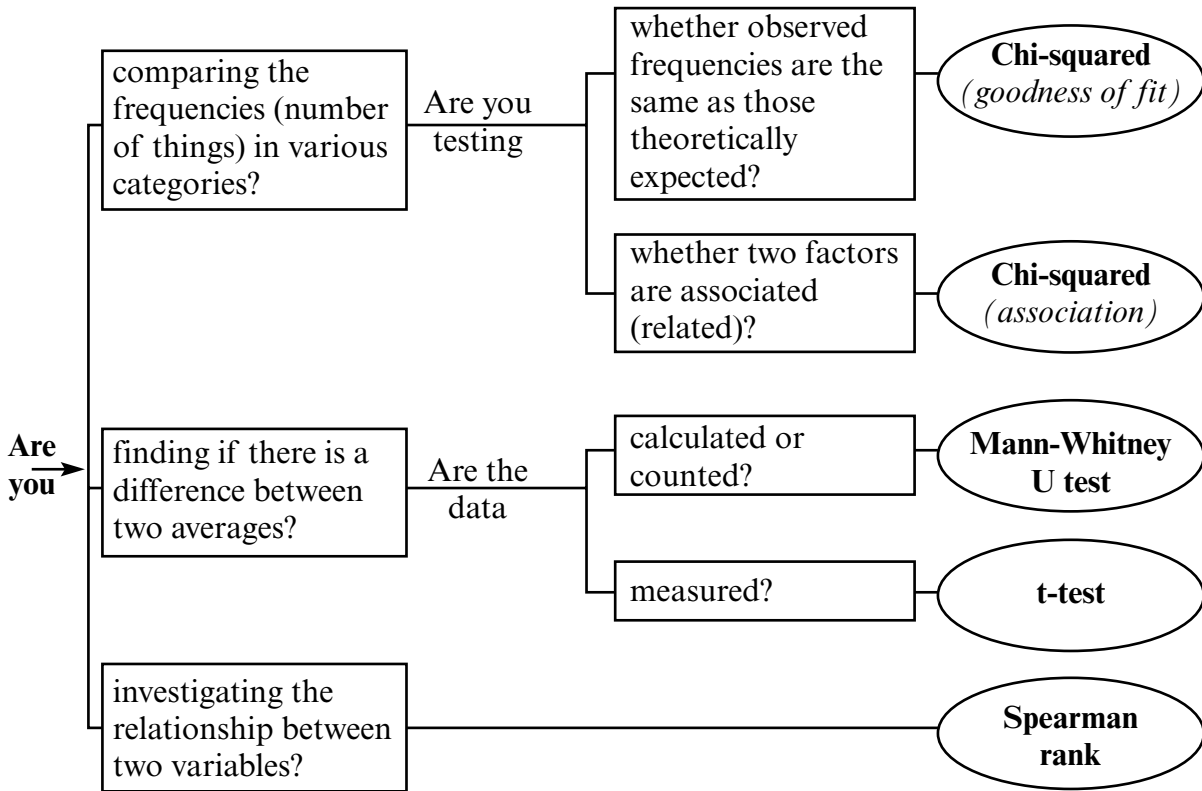 Are
you
comparing the
frequencies (number
of things) in various
categories?
Are you
testing
whether observed
frequencies are the
same as those
theoretically
expected?
Chi-squared
(goodness of fit)
whether two factors
are associated
(related)?
Chi-squared
(association)
finding if there is a
difference between
two averages?
Are the
data
calculated or
counted?
Mann-Whitney
U test
measured?
t-test
investigating the
relationship between
two variables?
Spearman
rank